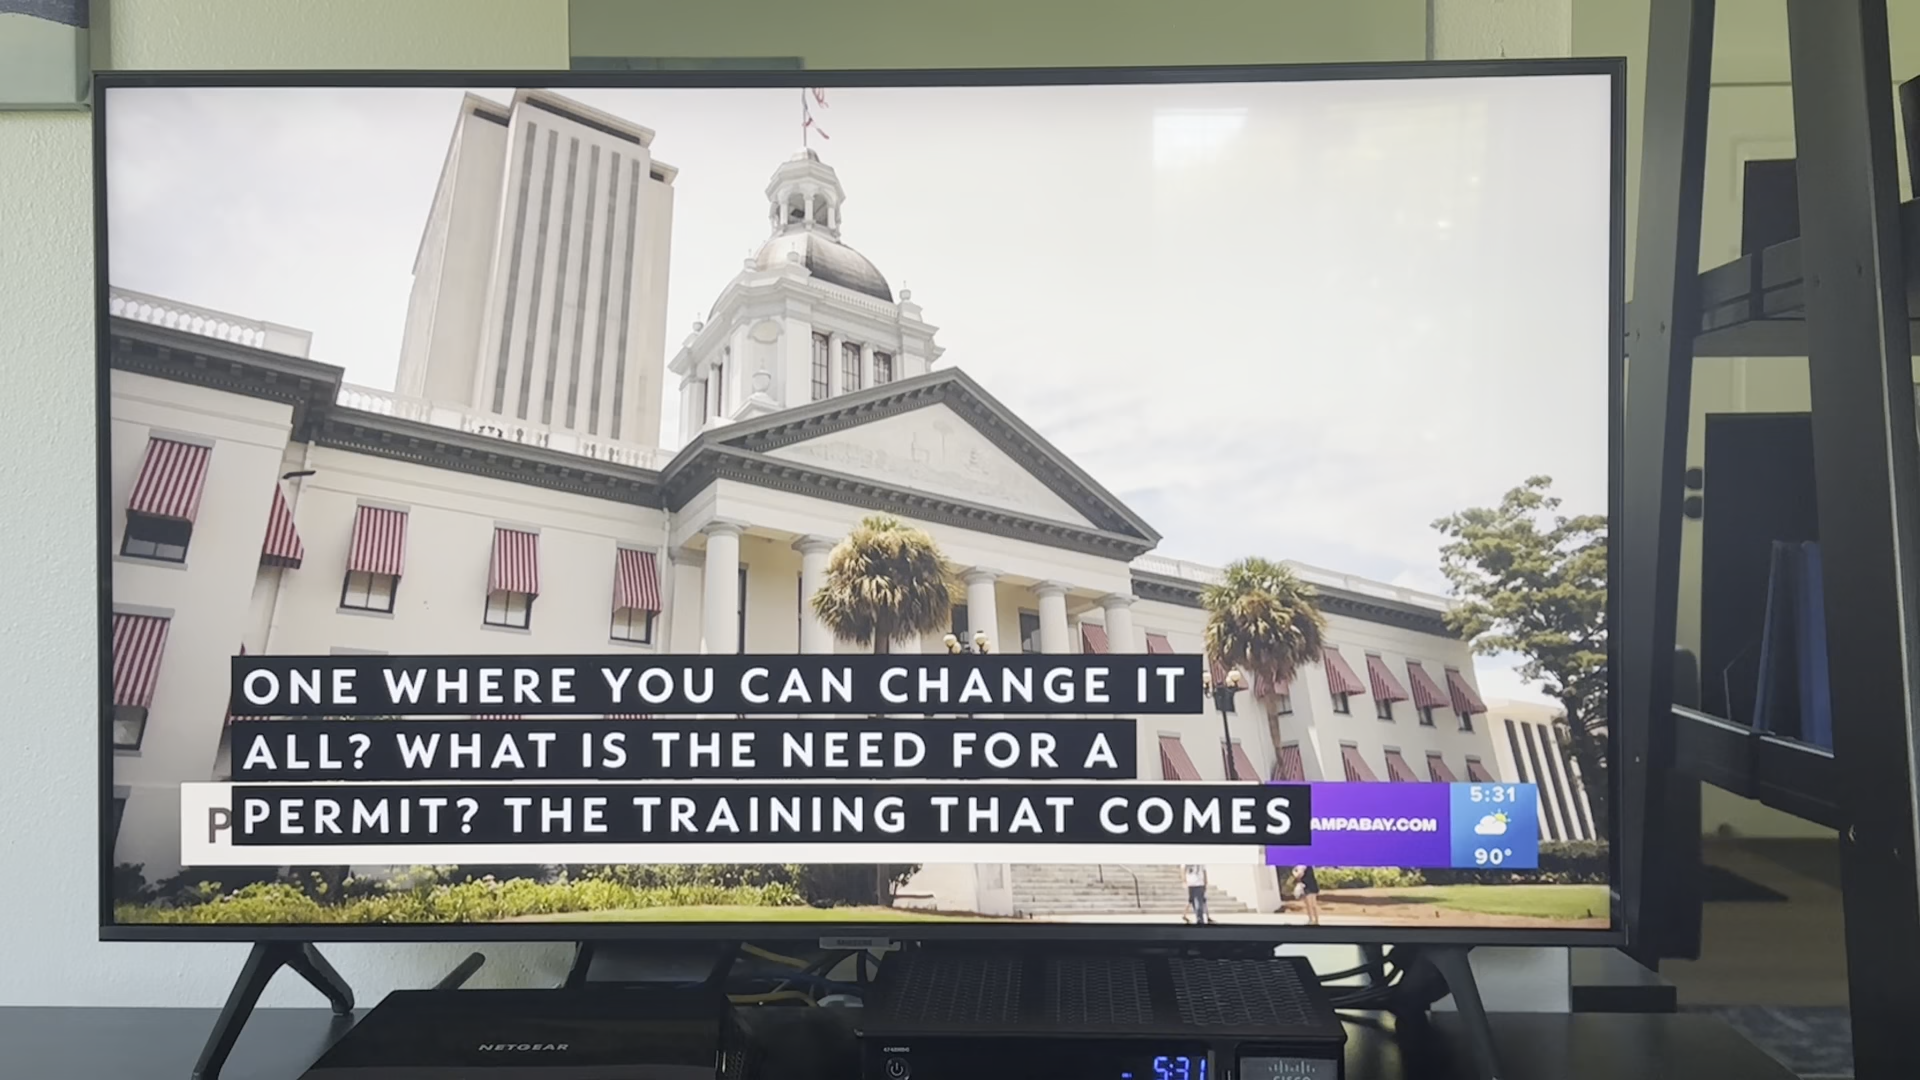 ONE WHERE YOU CAN CHANGE IT
ALL? WHAT IS THE NEED FOR A
P PERMIT? THE TRAINING THAT COMES
AMPABAY.COM
5:31
90°
NETGEAR
5:31
CISCO